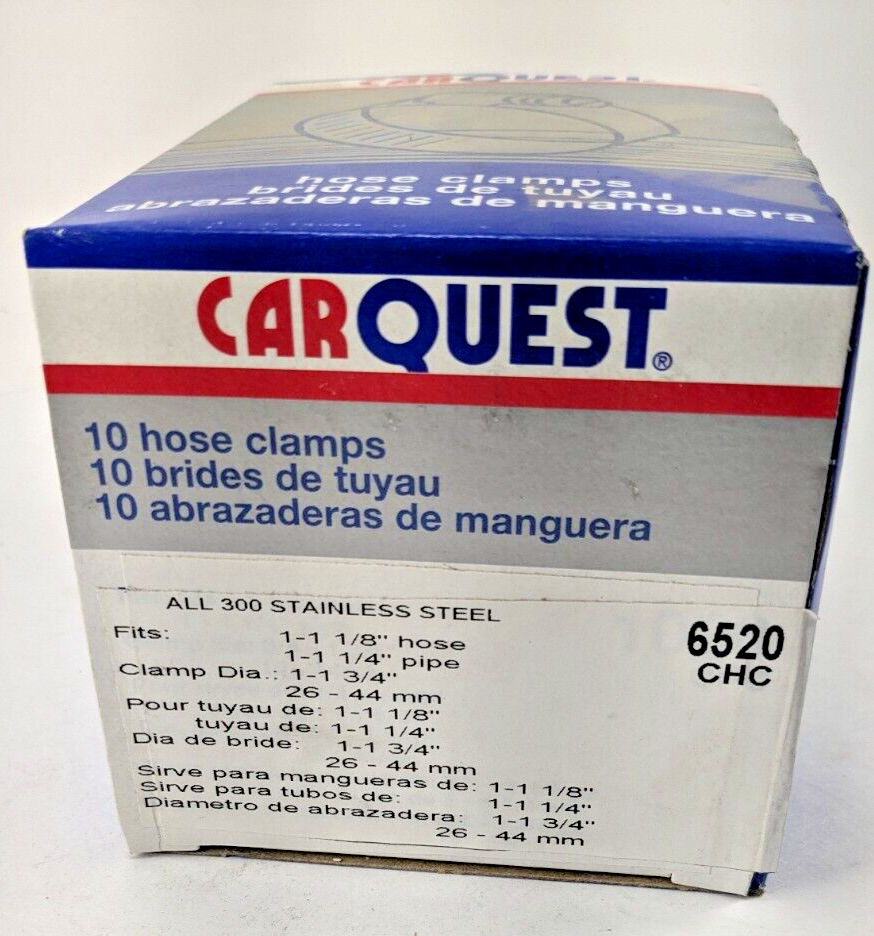 CARQUEST
hose clamps
brides de tuyau
abrazaderas de manguera
CARQUEST®
10 hose clamps
10 brides de tuyau
10 abrazaderas de manguera
ALL 300 STAINLESS STEEL
6520
CHC
Fits: 1-1 1/8" hose
1-1 1/4" pipe
Clamp Dia.: 1-1 3/4"
26 - 44 mm
Pour tuyau de: 1-1 1/8"
tuyau de: 1-1 1/4"
Dia de bride: 1-1 3/4"
26 - 44 mm
Sirve para mangueras de: 1-1 1/8"
Sirve para tubos de: 1-1 1/4"
Diametro de abrazadera: 1-1 3/4"
26 - 44 mm